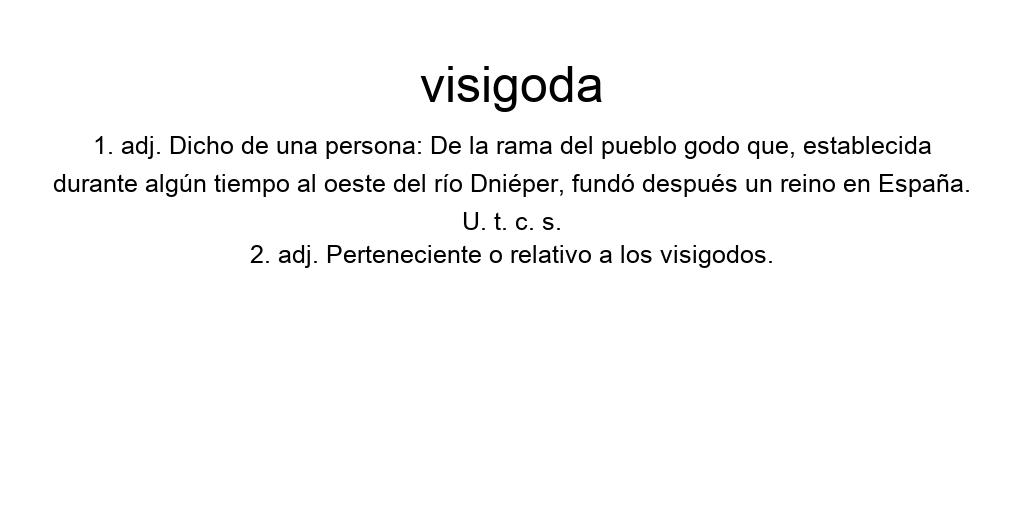 visigoda
1. adj. Dicho de una persona: De la rama del pueblo godo que, establecida
durante algún tiempo al oeste del río Dniéper, fundó después un reino en España.
U. t. c. s.
2. adj. Perteneciente o relativo a los visigodos.